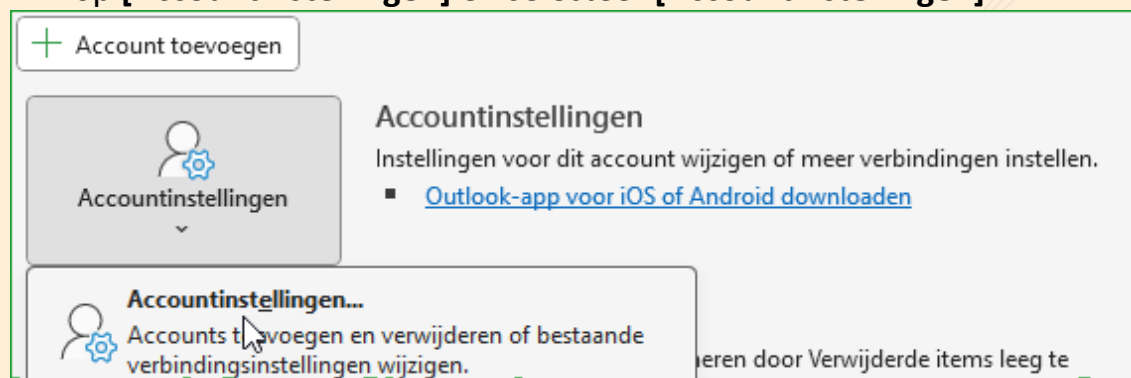 Account toevoegen
Accountinstellingen
Accountinstellingen
Instellingen voor dit account wijzigen of meer verbindingen instellen.
▪ Outlook-app voor iOS of Android downloaden
Accountinstellingen...
Accounts toevoegen en verwijderen of bestaande
verbindingsinstellingen wijzigen.
neren door Verwijderde items leeg te